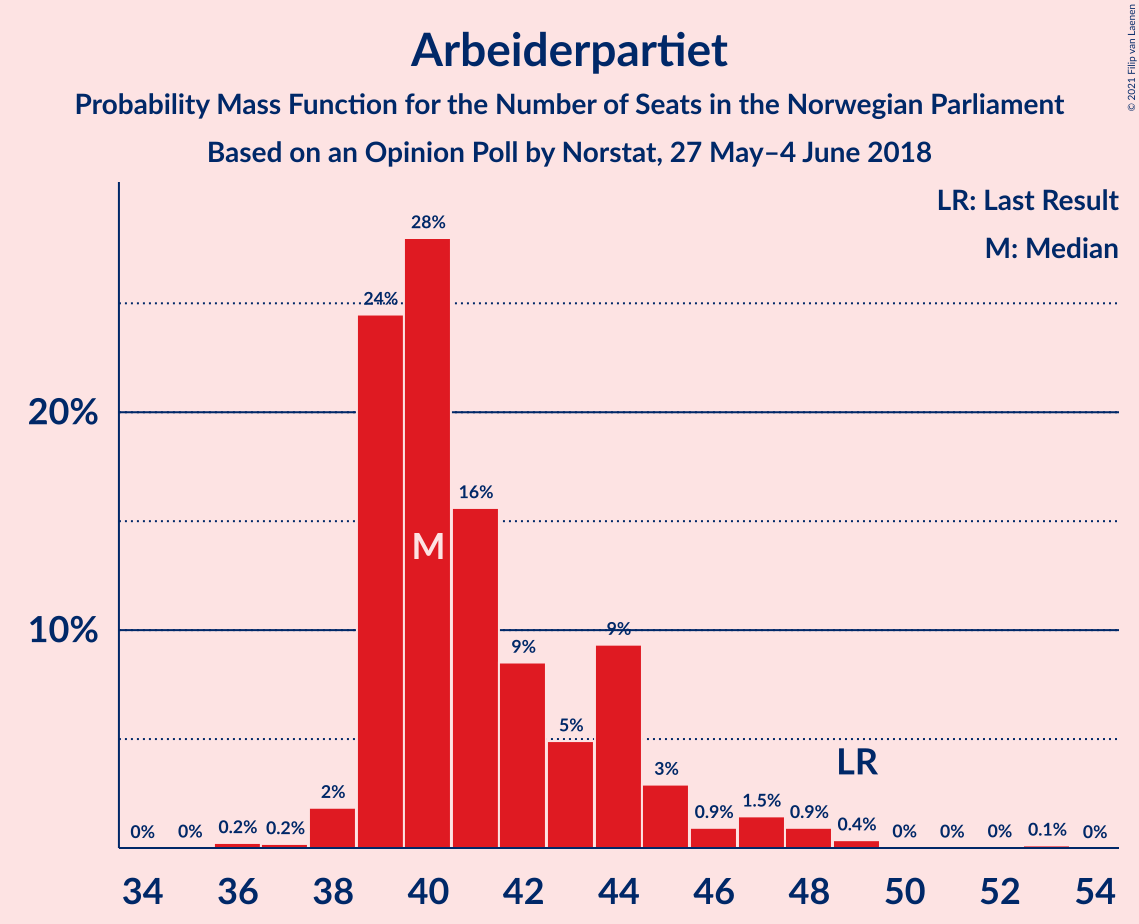 Arbeiderpartiet
Probability Mass Function for the Number of Seats in the Norwegian Parliament
Based on an Opinion Poll by Norstat, 27 May–4 June 2018
© 2021 Filip van Laenen
LR: Last Result
M: Median
20%
10%
0%
0%
0.2%
0.2%
2%
24%
28%
16%
9%
5%
9%
3%
0.9%
1.5%
0.9%
0.4%
0%
0%
0%
0.1%
0%
M
LR
34 36 38 40 42 44 46 48 50 52 54